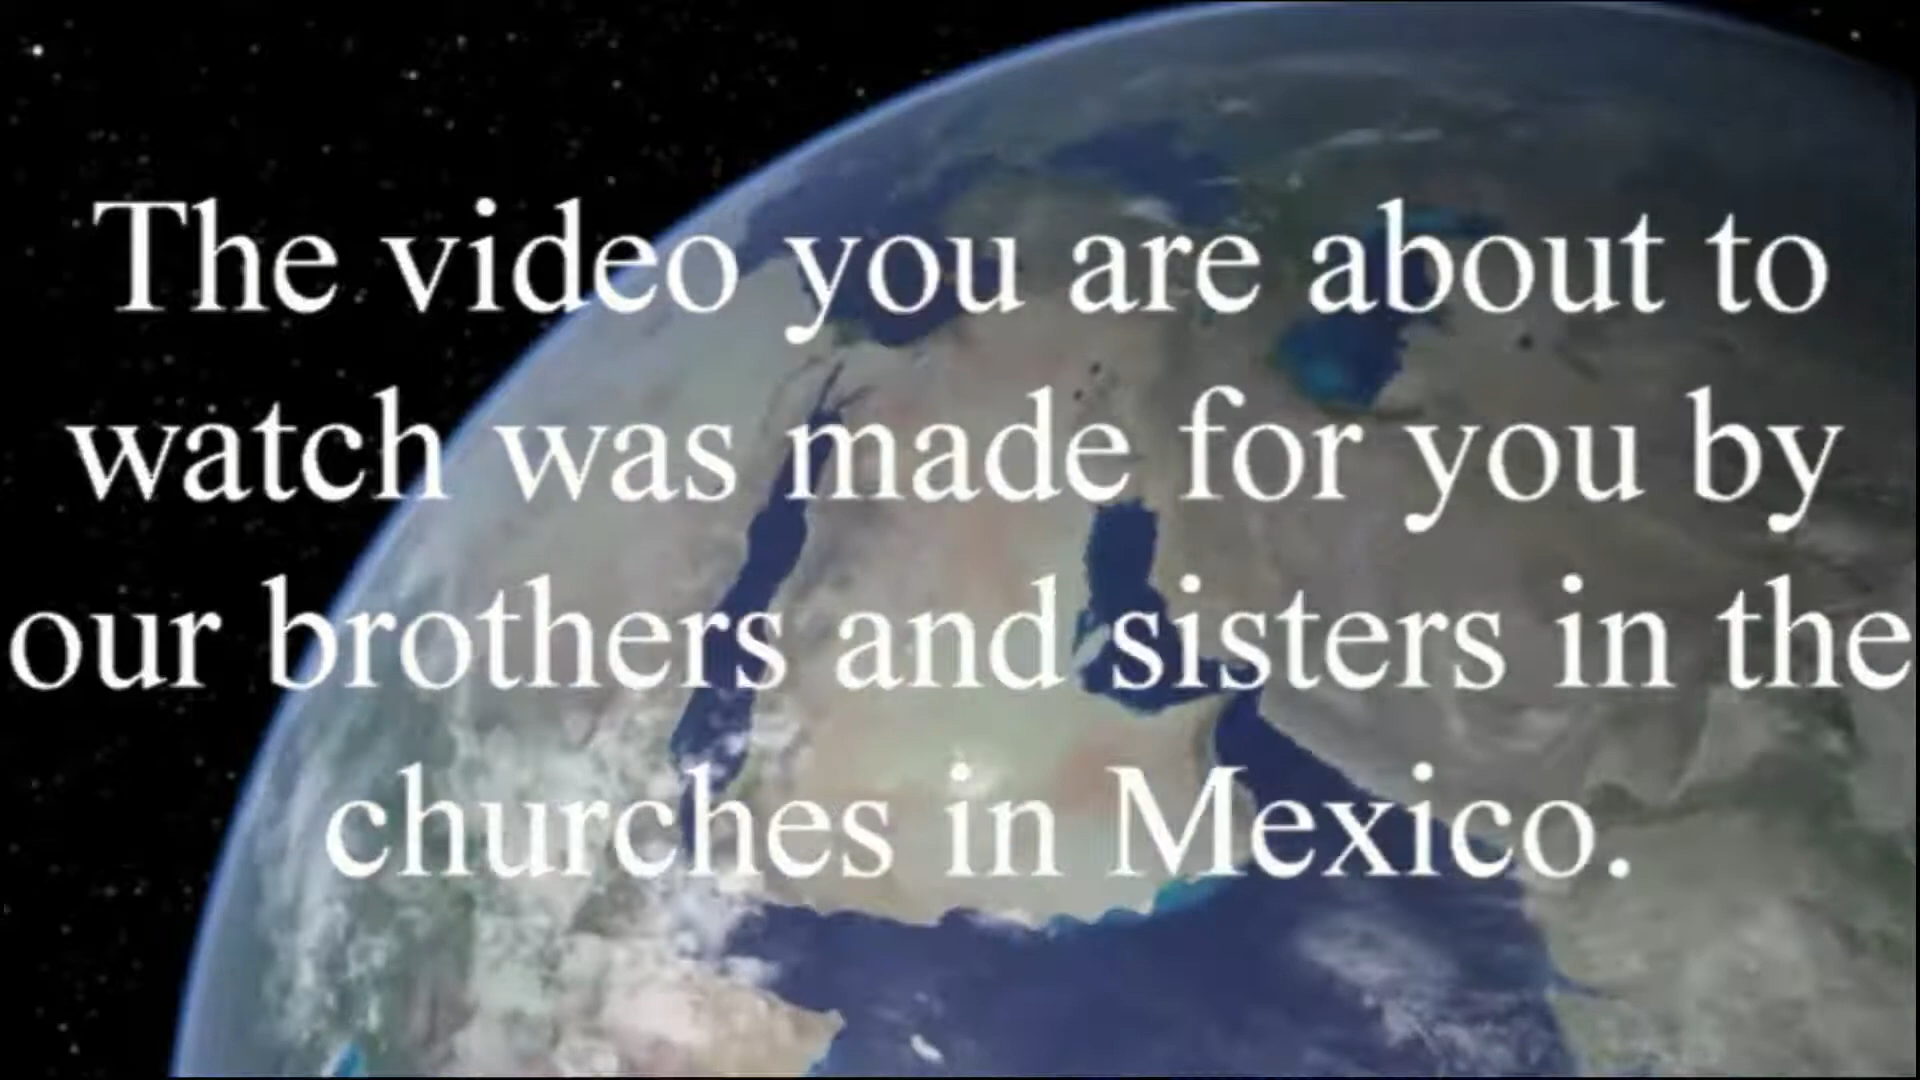 The video you are about to
watch was made for you by
our brothers and sisters in the
churches in Mexico.